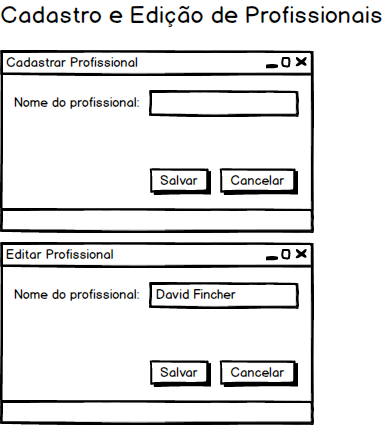 Cadastro e Edição de Profissionais
Cadastrar Profissional
Nome do profissional:
Salvar Cancelar
Editar Profissional
Nome do profissional: David Fincher
Salvar Cancelar